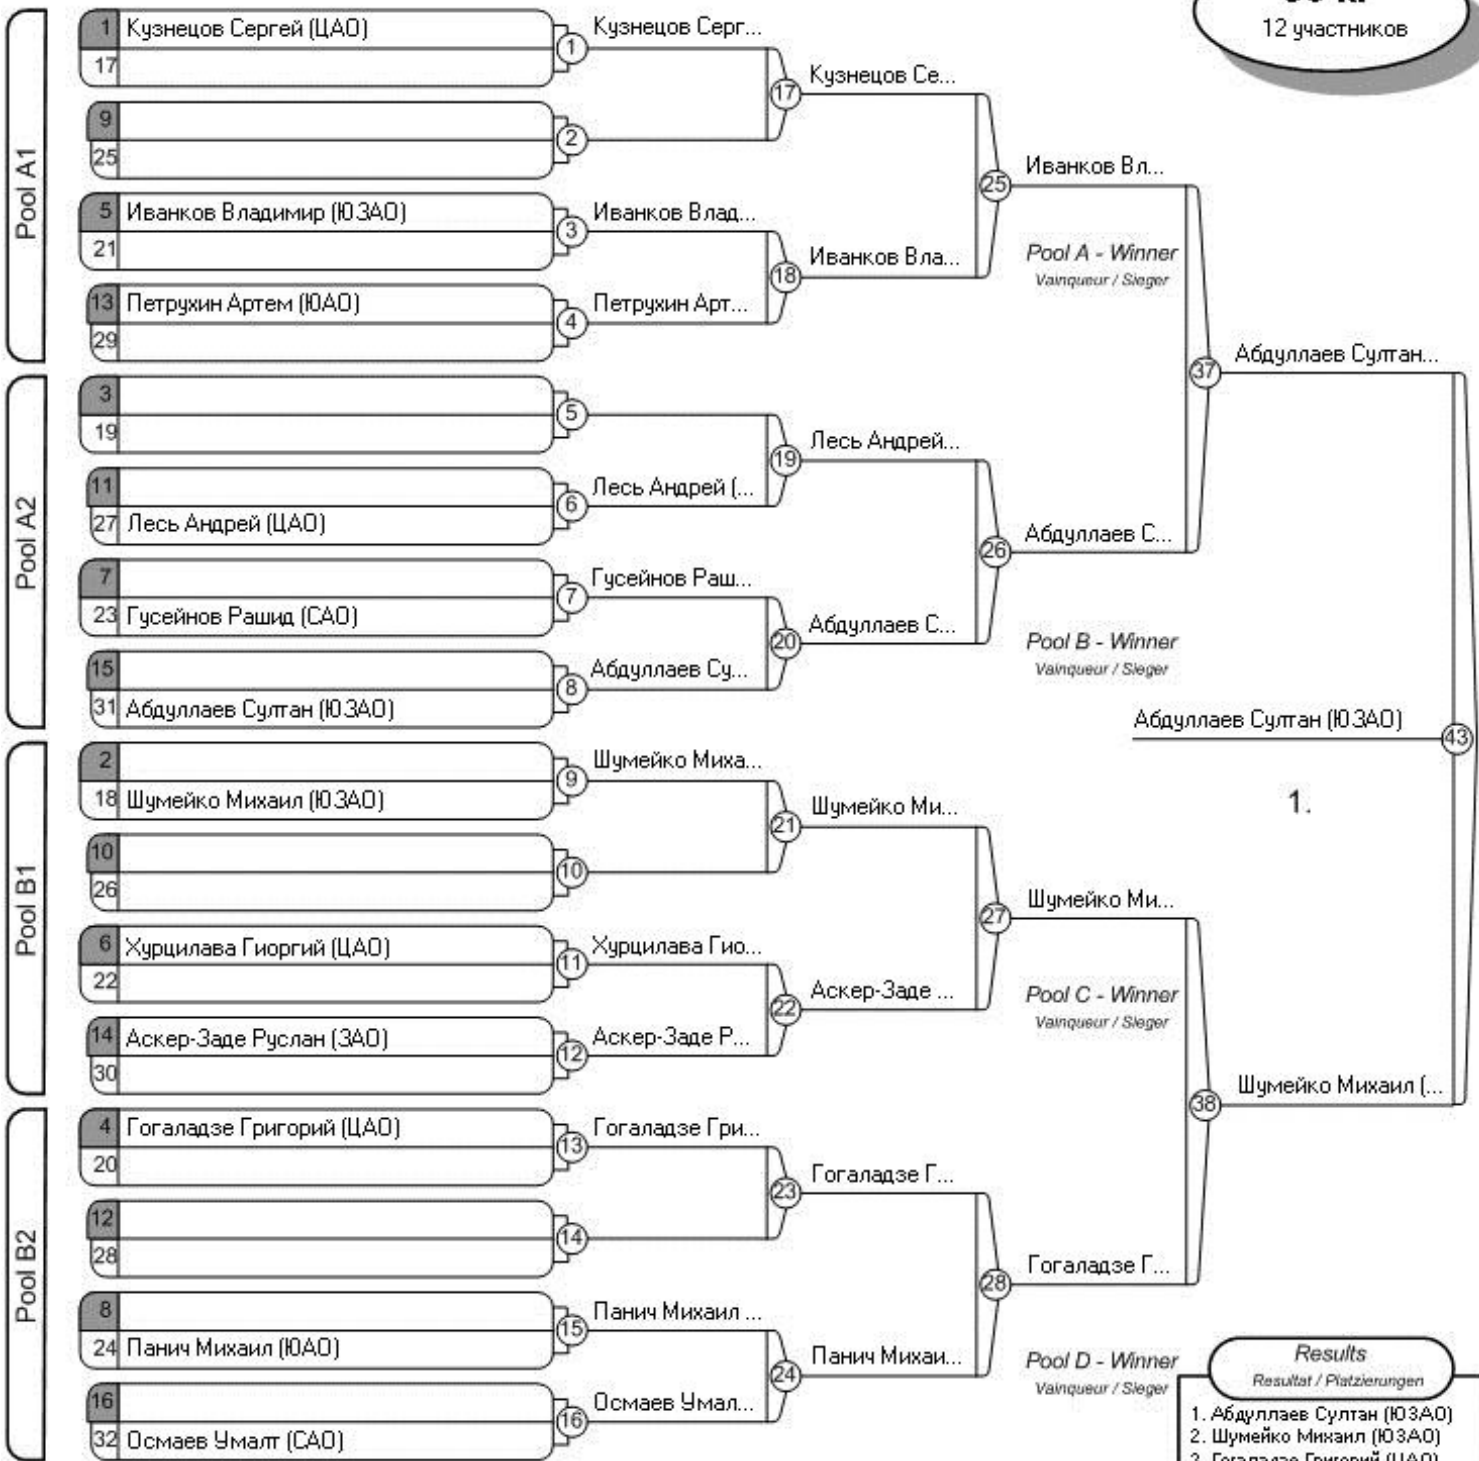 12 участников
Pool A1
1 Кузнецов Сергей (ЦАО)
17
1
Кузнецов Серг...
9
25
2
17
Кузнецов Се...
5 Иванков Владимир (ЮЗАО)
21
3
Иванков Влад...
13 Петрухин Артем (ЮАО)
29
4
Петрухин Арт...
18
Иванков Вла...
25
Иванков Вл...
Pool A - Winner
Vainqueur / Sieger
Pool A2
3
19
5
11
27 Лесь Андрей (ЦАО)
6
Лесь Андрей (...
19
Лесь Андрей...
7
23 Гусейнов Рашид (САО)
7
Гусейнов Раш...
15
31 Абдуллаев Султан (ЮЗАО)
8
Абдуллаев Су...
20
Абдуллаев С...
26
Абдуллаев С...
37
Абдуллаев Султан...
Pool B - Winner
Vainqueur / Sieger
Абдуллаев Султан (ЮЗАО)
43
1.
Pool B1
2
18 Шумейко Михаил (ЮЗАО)
9
Шумейко Миха...
10
26
10
21
Шумейко Ми...
6 Хурцилава Гиоргий (ЦАО)
22
11
Хурцилава Гио...
14 Аскер-Заде Руслан (ЗАО)
30
12
Аскер-Заде Р...
22
Аскер-Заде ...
27
Шумейко Ми...
Pool C - Winner
Vainqueur / Sieger
38
Шумейко Михаил (...
Pool B2
4 Гогаладзе Григорий (ЦАО)
20
13
Гогаладзе Гри...
12
28
14
23
Гогаладзе Г...
8
24 Панич Михаил (ЮАО)
15
Панич Михаил ...
16
32 Осмаев Умалт (САО)
16
Осмаев Умал...
24
Панич Михаи...
28
Гогаладзе Г...
Pool D - Winner
Vainqueur / Sieger
Results
Resultat / Platzierungen
1. Абдуллаев Султан (ЮЗАО)
2. Шумейко Михаил (ЮЗАО)
3. Гогаладзе Григорий (ЦАО)